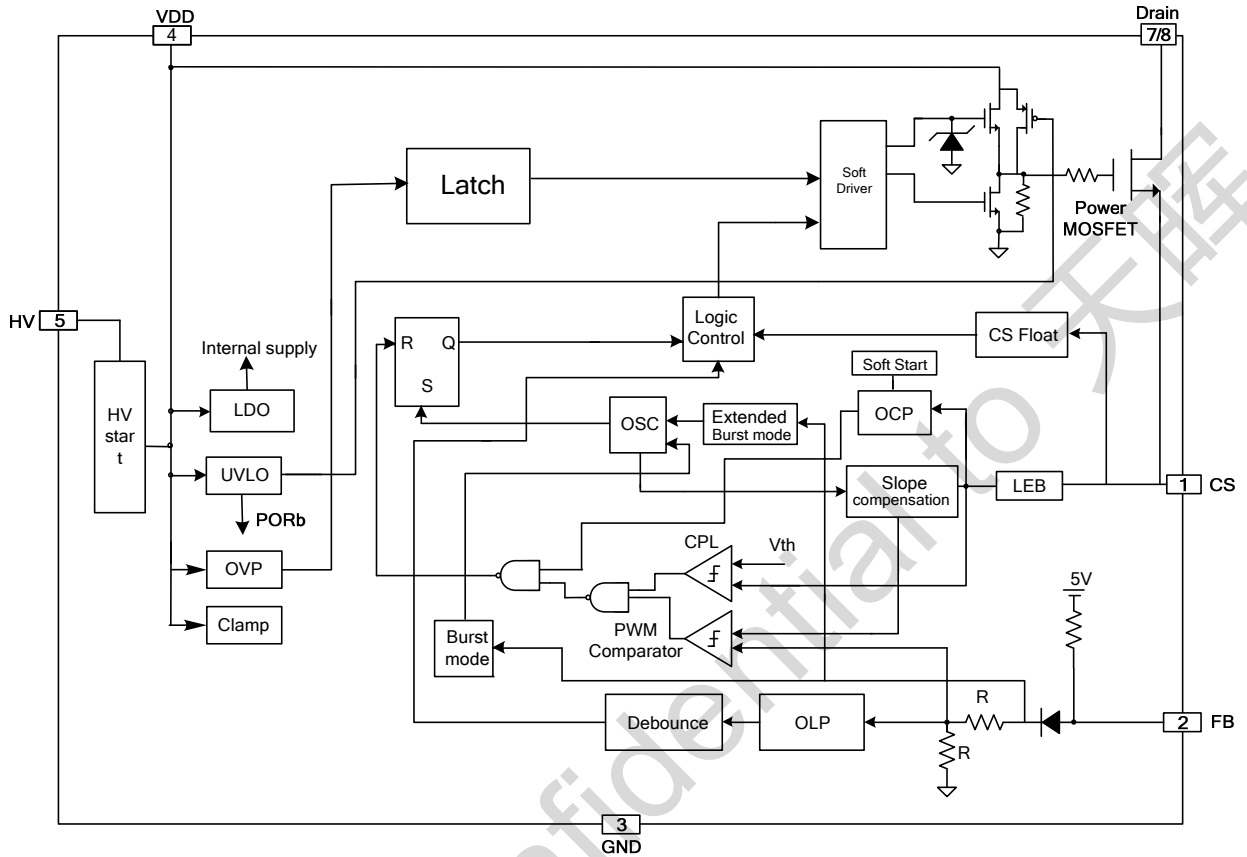 VDD
4
Drain
7/8
Latch
Soft
Driver
Power
MOSFET
HV
5
HV
star
t
Internal supply
LDO
UVLO
PORb
OVP
Clamp
R
Q
S
Logic
Control
CS Float
Soft Start
OCP
OSC
Extended
Burst mode
Slope
compensation
LEB
1
CS
CPL
Vth
PWM
Comparator
Burst
mode
5V
Debounce
OLP
R
R
2
FB
3
GND
nfidential to 天晖